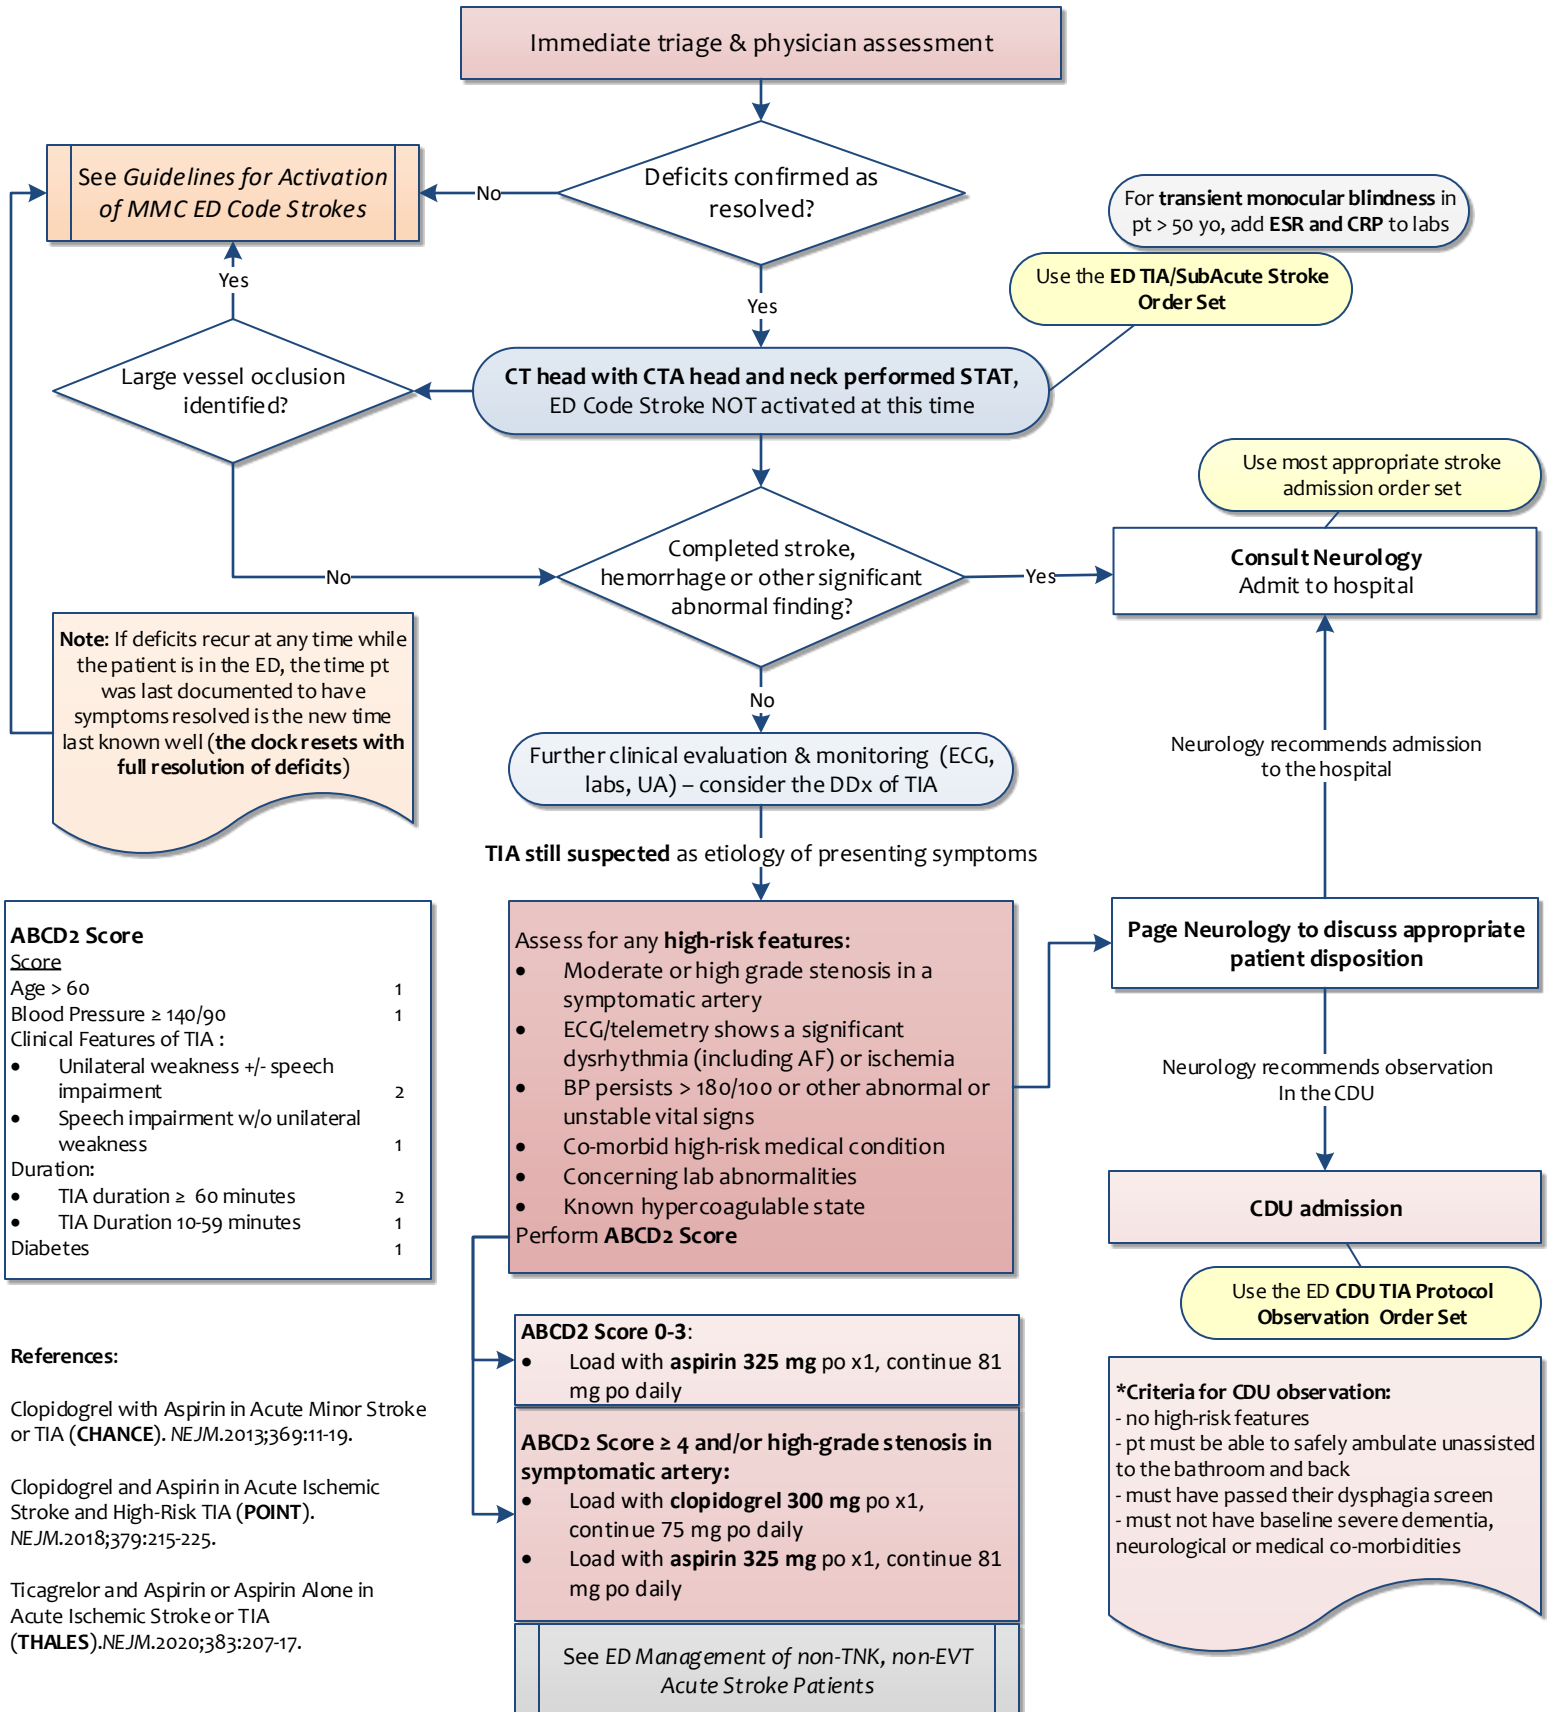 Immediate triage & physician assessment
Deficits confirmed as
resolved?
No
See Guidelines for Activation
of MMC ED Code Strokes
Yes
For transient monocular blindness in
pt > 50 yo, add ESR and CRP to labs
Use the ED TIA/SubAcute Stroke
Order Set
Yes
CT head with CTA head and neck performed STAT,
ED Code Stroke NOT activated at this time
Large vessel occlusion
identified?
No
Completed stroke,
hemorrhage or other significant
abnormal finding?
Yes
Use most appropriate stroke
admission order set
Consult Neurology
Admit to hospital
Note: If deficits recur at any time while
the patient is in the ED, the time pt
was last documented to have
symptoms resolved is the new time
last known well (the clock resets with
full resolution of deficits)
No
Further clinical evaluation & monitoring (ECG,
labs, UA) – consider the DDx of TIA
TIA still suspected as etiology of presenting symptoms
Neurology recommends admission
to the hospital
ABCD2 Score
Score
Age > 60 1
Blood Pressure ≥ 140/90 1
Clinical Features of TIA :
• Unilateral weakness +/- speech
impairment 2
• Speech impairment w/o unilateral
weakness 1
Duration:
• TIA duration ≥ 60 minutes 2
• TIA Duration 10-59 minutes 1
Diabetes 1
Assess for any high-risk features:
• Moderate or high grade stenosis in a
symptomatic artery
• ECG/telemetry shows a significant
dysrhythmia (including AF) or ischemia
• BP persists > 180/100 or other abnormal or
unstable vital signs
• Co-morbid high-risk medical condition
• Concerning lab abnormalities
• Known hypercoagulable state
Perform ABCD2 Score
Page Neurology to discuss appropriate
patient disposition
Neurology recommends observation
In the CDU
CDU admission
Use the ED CDU TIA Protocol
Observation Order Set
References:
Clopidogrel with Aspirin in Acute Minor Stroke
or TIA (CHANCE). NEJM.2013;369:11-19.
Clopidogrel and Aspirin in Acute Ischemic
Stroke and High-Risk TIA (POINT).
NEJM.2018;379:215-225.
Ticagrelor and Aspirin or Aspirin Alone in
Acute Ischemic Stroke or TIA
(THALES).NEJM.2020;383:207-17.
ABCD2 Score 0-3:
• Load with aspirin 325 mg po x1, continue 81
mg po daily
ABCD2 Score ≥ 4 and/or high-grade stenosis in
symptomatic artery:
• Load with clopidogrel 300 mg po x1,
continue 75 mg po daily
• Load with aspirin 325 mg po x1, continue 81
mg po daily
See ED Management of non-TNK, non-EVT
Acute Stroke Patients
*Criteria for CDU observation:
- no high-risk features
- pt must be able to safely ambulate unassisted
to the bathroom and back
- must have passed their dysphagia screen
- must not have baseline severe dementia,
neurological or medical co-morbidities